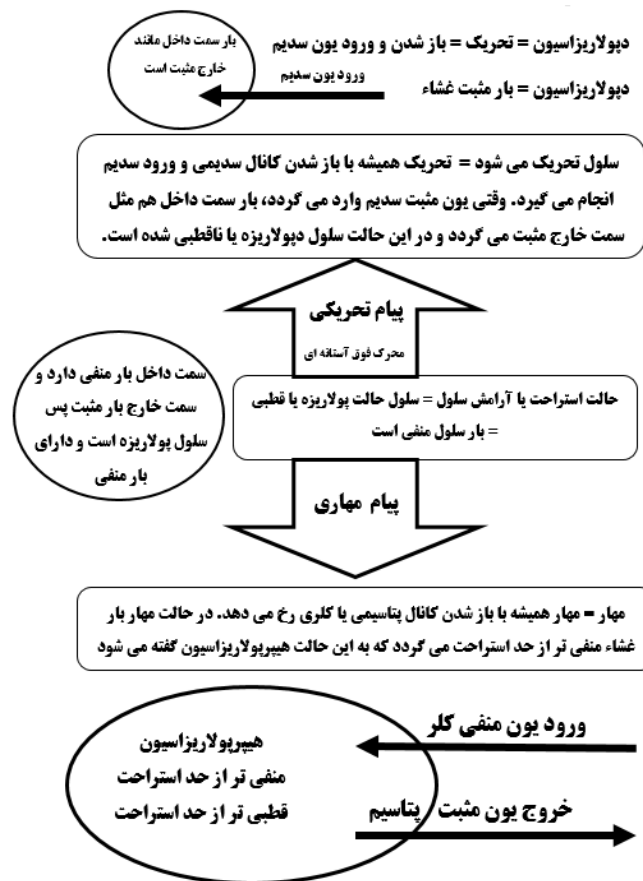 دپولاریزاسیون = تحریک = باز شدن و ورود یون سدیم
دپولاریزاسیون = بار مثبت غشاء
بار سمت داخل مانند
خارج مثبت است
ورود یون سدیم
سلول تحریک می شود = تحریک همیشه با باز شدن کانال سدیمی و ورود سدیم
انجام می گیرد. وقتی یون مثبت سدیم وارد می گردد، بار سمت داخل هم مثل
سمت خارج مثبت می گردد و در این حالت سلول دپولاریزه یا ناقطبی شده است.
پیام تحریکی
محرک فوق آستانه ای
حالت استراحت یا آرامش سلول = سلول حالت پولاریزه یا قطبی
= بار سلول منفی است
سمت داخل بار منفی دارد و
سمت خارج بار مثبت پس
سلول پولاریزه است و دارای
بار منفی
پیام مهاری
مهار = مهار همیشه با باز شدن کانال پتاسیمی یا کلری رخ می دهد. در حالت مهار بار
غشاء منفی تر از حد استراحت می گردد که به این حالت هیپرپولاریزاسیون گفته می شود
ورود یون منفی کلر
هیپرپولاریزاسیون
منفی تر از حد استراحت
قطبی تر از حد استراحت
خروج یون مثبت پتاسیم